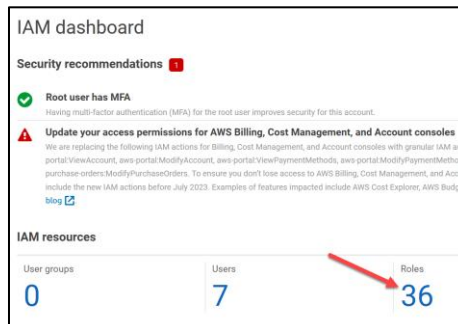 IAM dashboard
Security recommendations 1
Root user has MFA
Having multi-factor authentication (MFA) for the root user improves security for this account.
Update your access permissions for AWS Billing, Cost Management, and Account consoles
We are replacing the following IAM actions for Billing, Cost Management, and Account consoles with granular IAM
portal:ViewAccount, aws-portal:ModifyAccount, aws-portal:ViewPaymentMethods, aws-portal:ModifyPaymentMetho
purchase-orders:ModifyPurchaseOrders. To ensure you don't lose access to AWS Billing, Cost Management, and Acc
include the new IAM actions before July 2023. Examples of features impacted include AWS Cost Explorer, AWS Budg
blog
IAM resources
User groups Users Roles
0 7 36